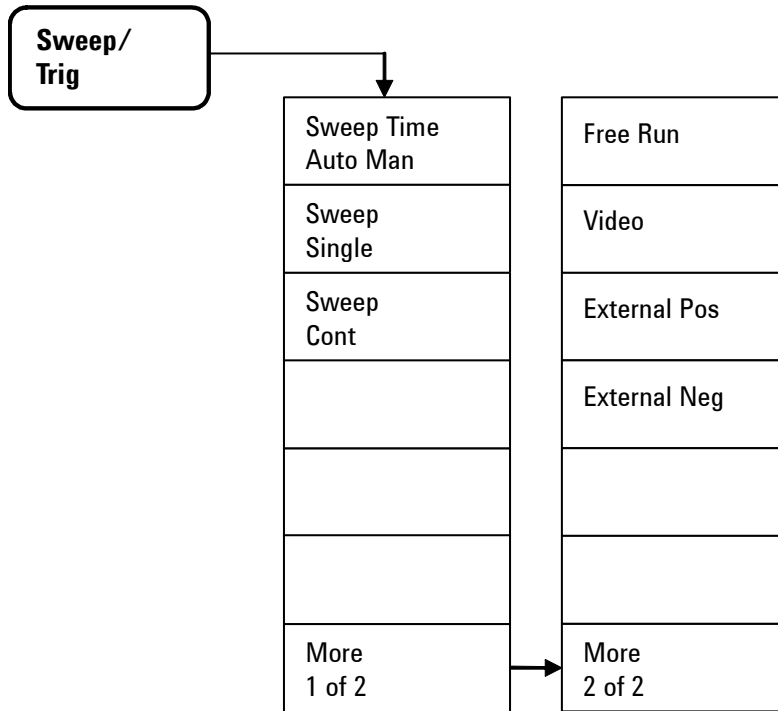 Sweep/
Trig
Sweep Time
Auto Man
Sweep
Single
Sweep
Cont
More
1 of 2
Free Run
Video
External Pos
External Neg
More
2 of 2